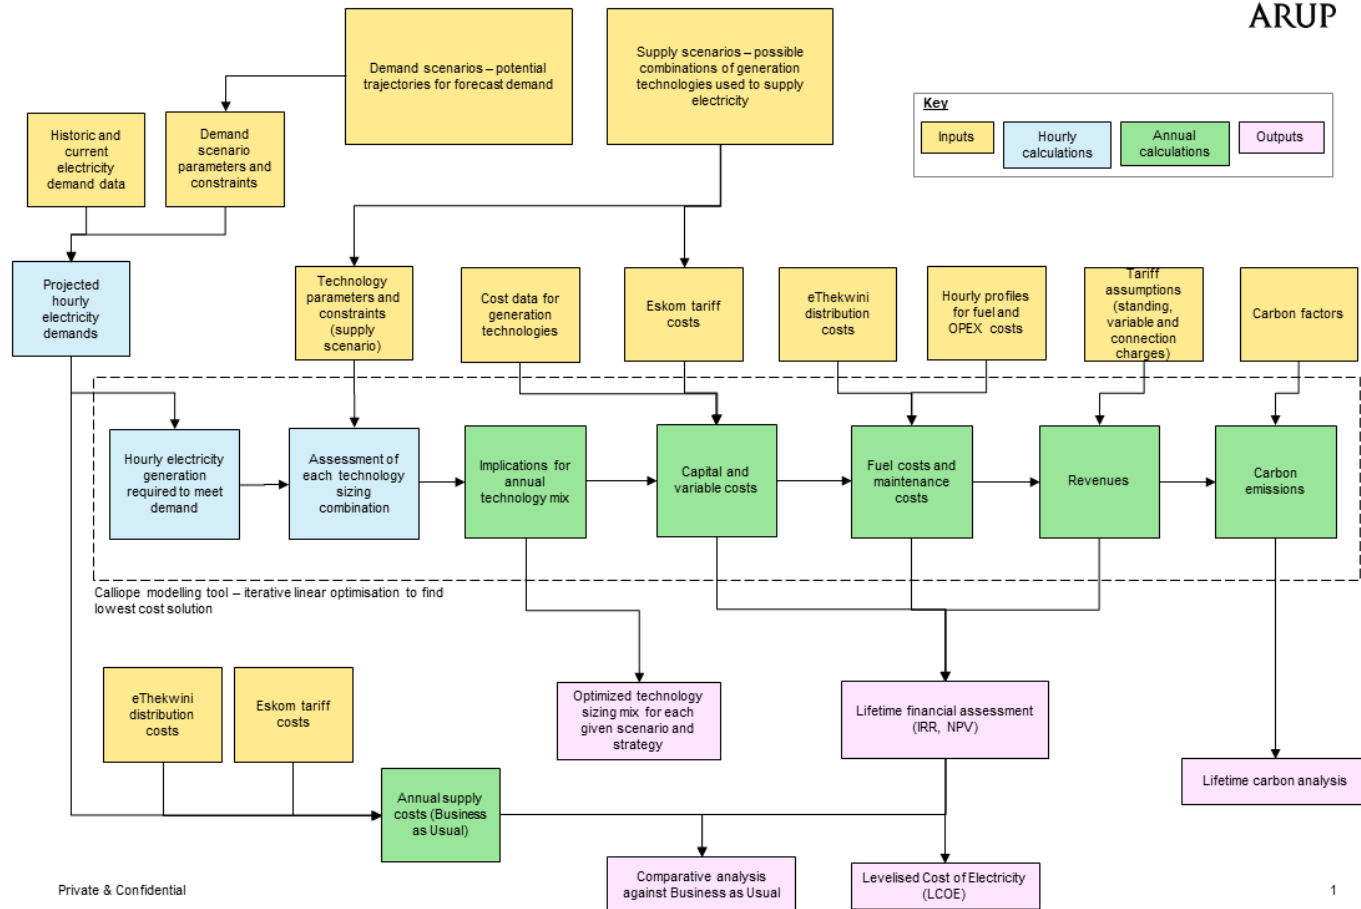 ARUP
Demand scenarios – potential
trajectories for forecast demand
Supply scenarios – possible
combinations of generation
technologies used to supply
electricity
Key
Inputs
Hourly
calculations
Annual
calculations
Outputs
Historic and
current
electricity
demand data
Demand
scenario
parameters and
constraints
Projected
hourly
electricity
demands
Technology
parameters and
constraints
(supply
scenario)
Cost data for
generation
technologies
Eskom tariff
costs
eThekwini
distribution
costs
Hourly profiles
for fuel and
OPEX costs
Tariff
assumptions
(standing,
variable and
connection
charges)
Carbon factors
Hourly electricity
generation
required to meet
demand
Assessment of
each technology
sizing
combination
Implications for
annual
technology mix
Capital and
variable costs
Fuel costs and
maintenance
costs
Revenues
Carbon
emissions
Calliope modelling tool – iterative linear optimisation to find
lowest cost solution
eThekwini
distribution
costs
Eskom tariff
costs
Optimized technology
sizing mix for each
given scenario and
strategy
Lifetime financial assessment
(IRR, NPV)
Lifetime carbon analysis
Annual supply
costs (Business
as Usual)
Comparative analysis
against Business as Usual
Levelised Cost of Electricity
(LCOE)
Private & Confidential
1